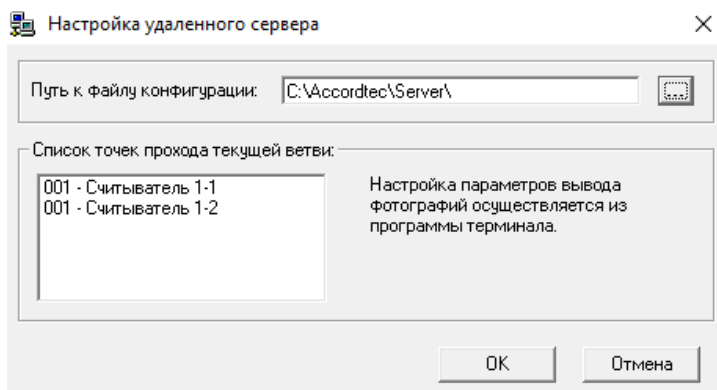 Настройка удаленного сервера
Путь к файлу конфигурации: C:\Accordtec\Server\ ...
Список точек прохода текущей ветви:
001 - Считыватель 1-1
001 - Считыватель 1-2
Настройка параметров вывода
фотографий осуществляется из
программы терминала.
OK Отмена